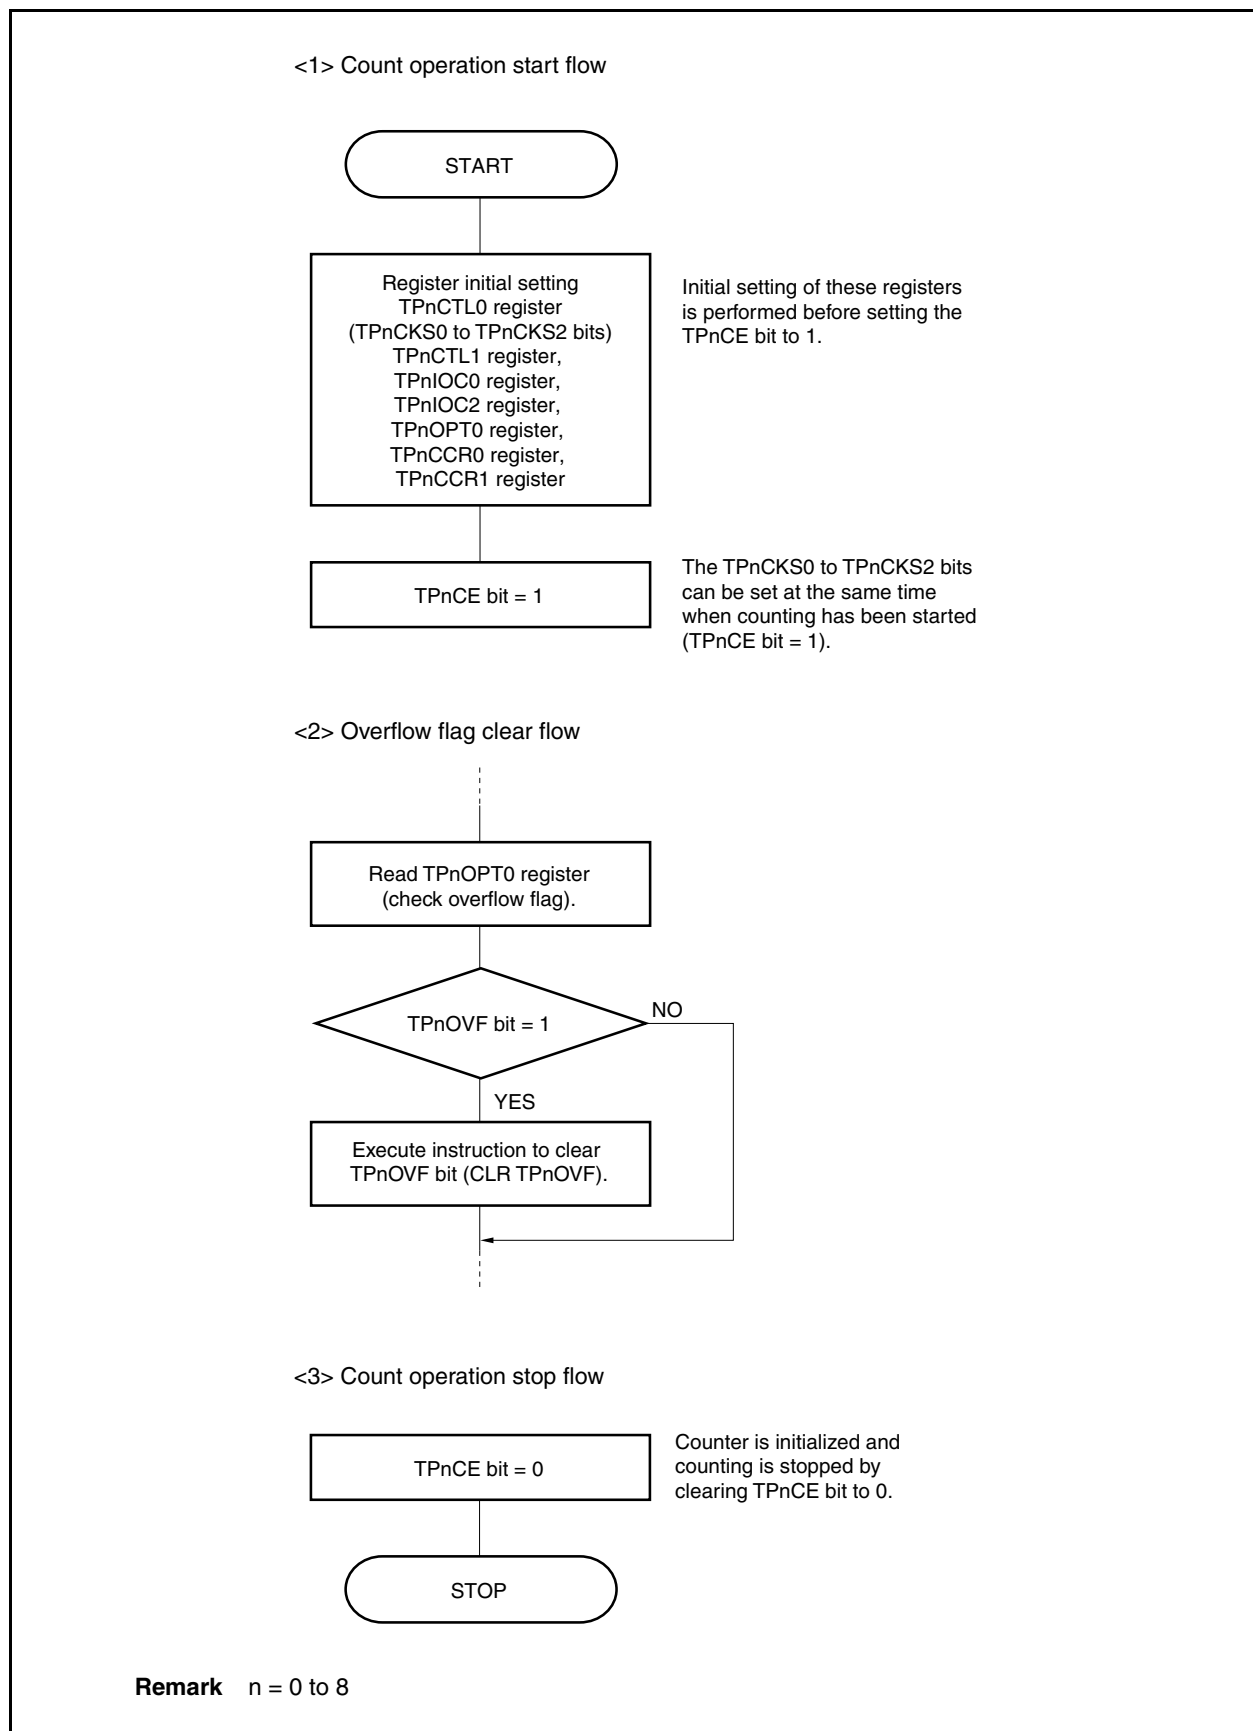 <1> Count operation start flow
START
Register initial setting
TPnCTL0 register
(TPnCKS0 to TPnCKS2 bits)
TPnCTL1 register,
TPnIOC0 register,
TPnIOC2 register,
TPnOPT0 register,
TPnCCR0 register,
TPnCCR1 register
Initial setting of these registers
is performed before setting the
TPnCE bit to 1.
TPnCE bit = 1
The TPnCKS0 to TPnCKS2 bits
can be set at the same time
when counting has been started
(TPnCE bit = 1).
<2> Overflow flag clear flow
Read TPnOPT0 register
(check overflow flag).
TPnOVF bit = 1
NO
YES
Execute instruction to clear
TPnOVF bit (CLR TPnOVF).
<3> Count operation stop flow
TPnCE bit = 0
Counter is initialized and
counting is stopped by
clearing TPnCE bit to 0.
STOP
Remark n = 0 to 8